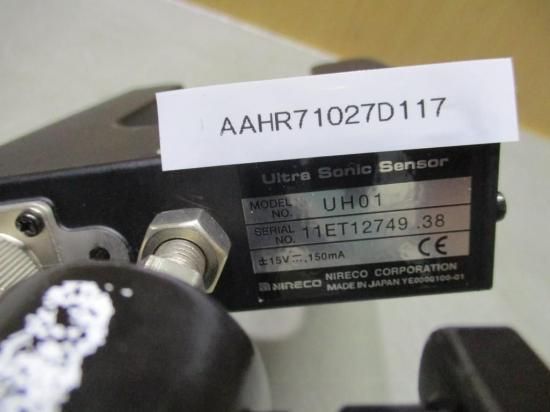 AAHR71027D117
Ultra Sonic Sensor
MODEL NO. UH01
SERIAL NO. 11ET12749 .38
±15V⎓, 150mA CE
NIRECO CORPORATION
NIRECO MADE IN JAPAN YE0300100-01